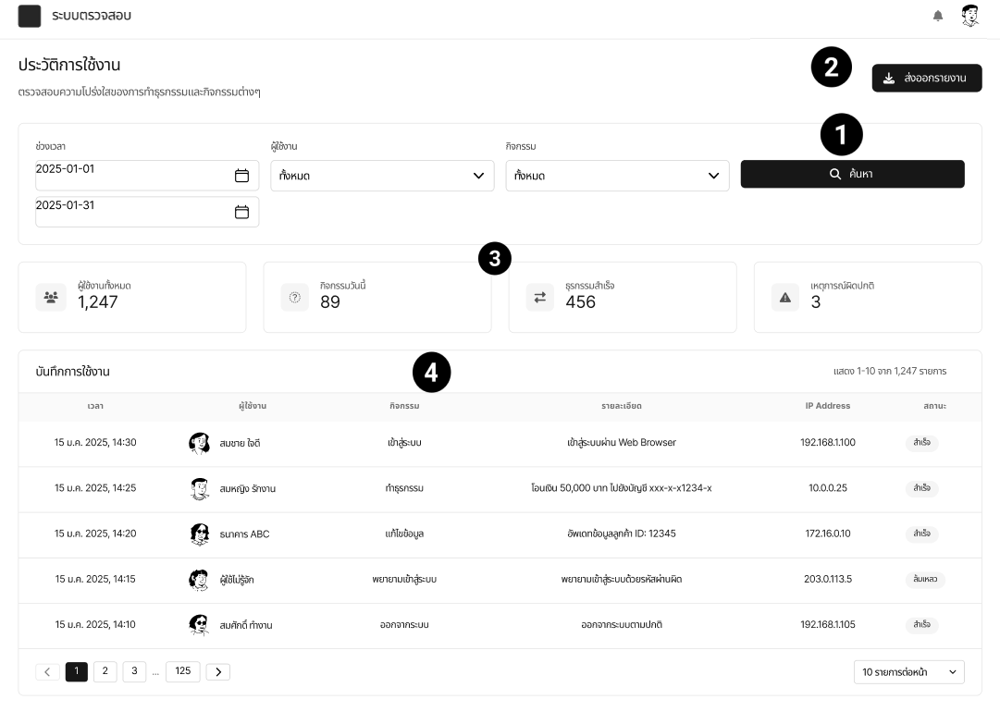 ระบบตรวจสอบ
ประวัติการใช้งาน
ตรวจสอบความโปร่งใสของการทำธุรกรรมและกิจกรรมต่างๆ
2
ส่งออกรายงาน
1
ช่วงเวลา ผู้ใช้งาน กิจกรรม
2025-01-01 ทั้งหมด ทั้งหมด ค้นหา
2025-01-31
3
ผู้ใช้งานทั้งหมด กิจกรรมวันนี้ ธุรกรรมสำเร็จ เหตุการณ์ผิดปกติ
1,247 89 456 3
บันทึกการใช้งาน 4 แสดง 1-10 จาก 1,247 รายการ
เวลา ผู้ใช้งาน กิจกรรม รายละเอียด IP Address สถานะ
15 ม.ค. 2025, 14:30 สมชาย ใจดี เข้าสู่ระบบ เข้าสู่ระบบผ่าน Web Browser 192.168.1.100 สำเร็จ
15 ม.ค. 2025, 14:25 สมหญิง รักงาน ทำธุรกรรม โอนเงิน 50,000 บาท ไปยังบัญชี xxx-x-x1234-x 10.0.0.25 สำเร็จ
15 ม.ค. 2025, 14:20 ธนาคาร ABC แก้ไขข้อมูล อัพเดทข้อมูลลูกค้า ID: 12345 172.16.0.10 สำเร็จ
15 ม.ค. 2025, 14:15 ผู้ใช้ไม่รู้จัก พยายามเข้าสู่ระบบ พยายามเข้าสู่ระบบด้วยรหัสผ่านผิด 203.0.113.5 ล้มเหลว
15 ม.ค. 2025, 14:10 สมศักดิ์ ทำงาน ออกจากระบบ ออกจากระบบตามปกติ 192.168.1.105 สำเร็จ
1 2 3 ... 125 10 รายการต่อหน้า